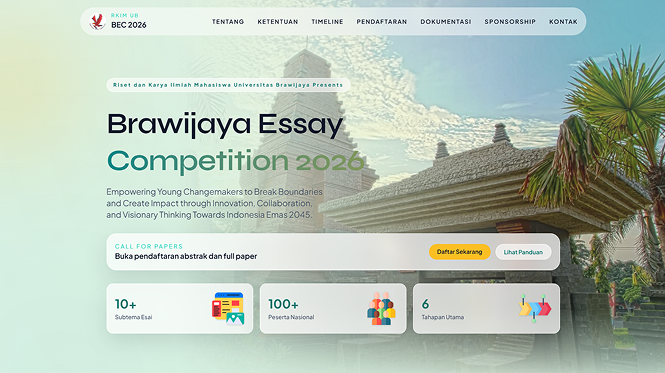 RKIM UB
BEC 2026
TENTANG KETENTUAN TIMELINE PENDAFTARAN DOKUMENTASI SPONSORSHIP KONTAK
Riset dan Karya Ilmiah Mahasiswa Universitas Brawijaya Presents
Brawijaya Essay
Competition 2026
Empowering Young Changemakers to Break Boundaries
and Create Impact through Innovation, Collaboration,
and Visionary Thinking Towards Indonesia Emas 2045.
CALL FOR PAPERS
Buka pendaftaran abstrak dan full paper
Daftar Sekarang
Lihat Panduan
10+
Subtema Esai
100+
Peserta Nasional
6
Tahapan Utama